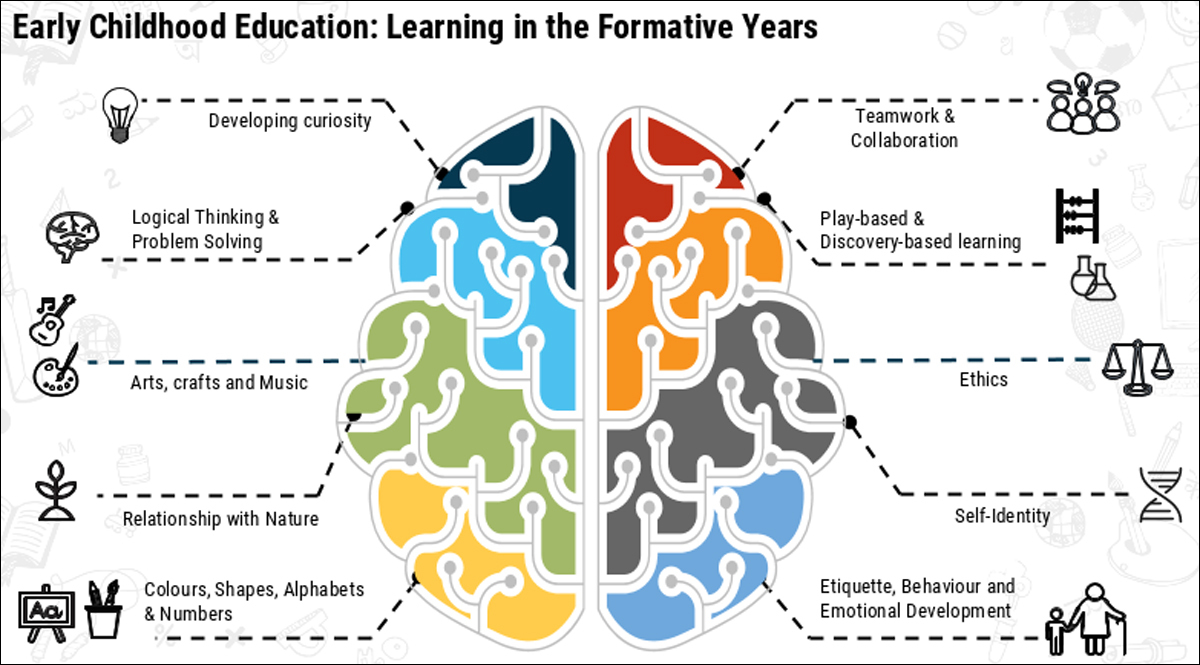 Early Childhood Education: Learning in the Formative Years
Developing curiosity
Logical Thinking &
Problem Solving
Arts, crafts and Music
Relationship with Nature
Aa
Colours, Shapes, Alphabets
& Numbers
Teamwork &
Collaboration
Play-based &
Discovery-based learning
Ethics
Self-Identity
Etiquette, Behaviour and
Emotional Development